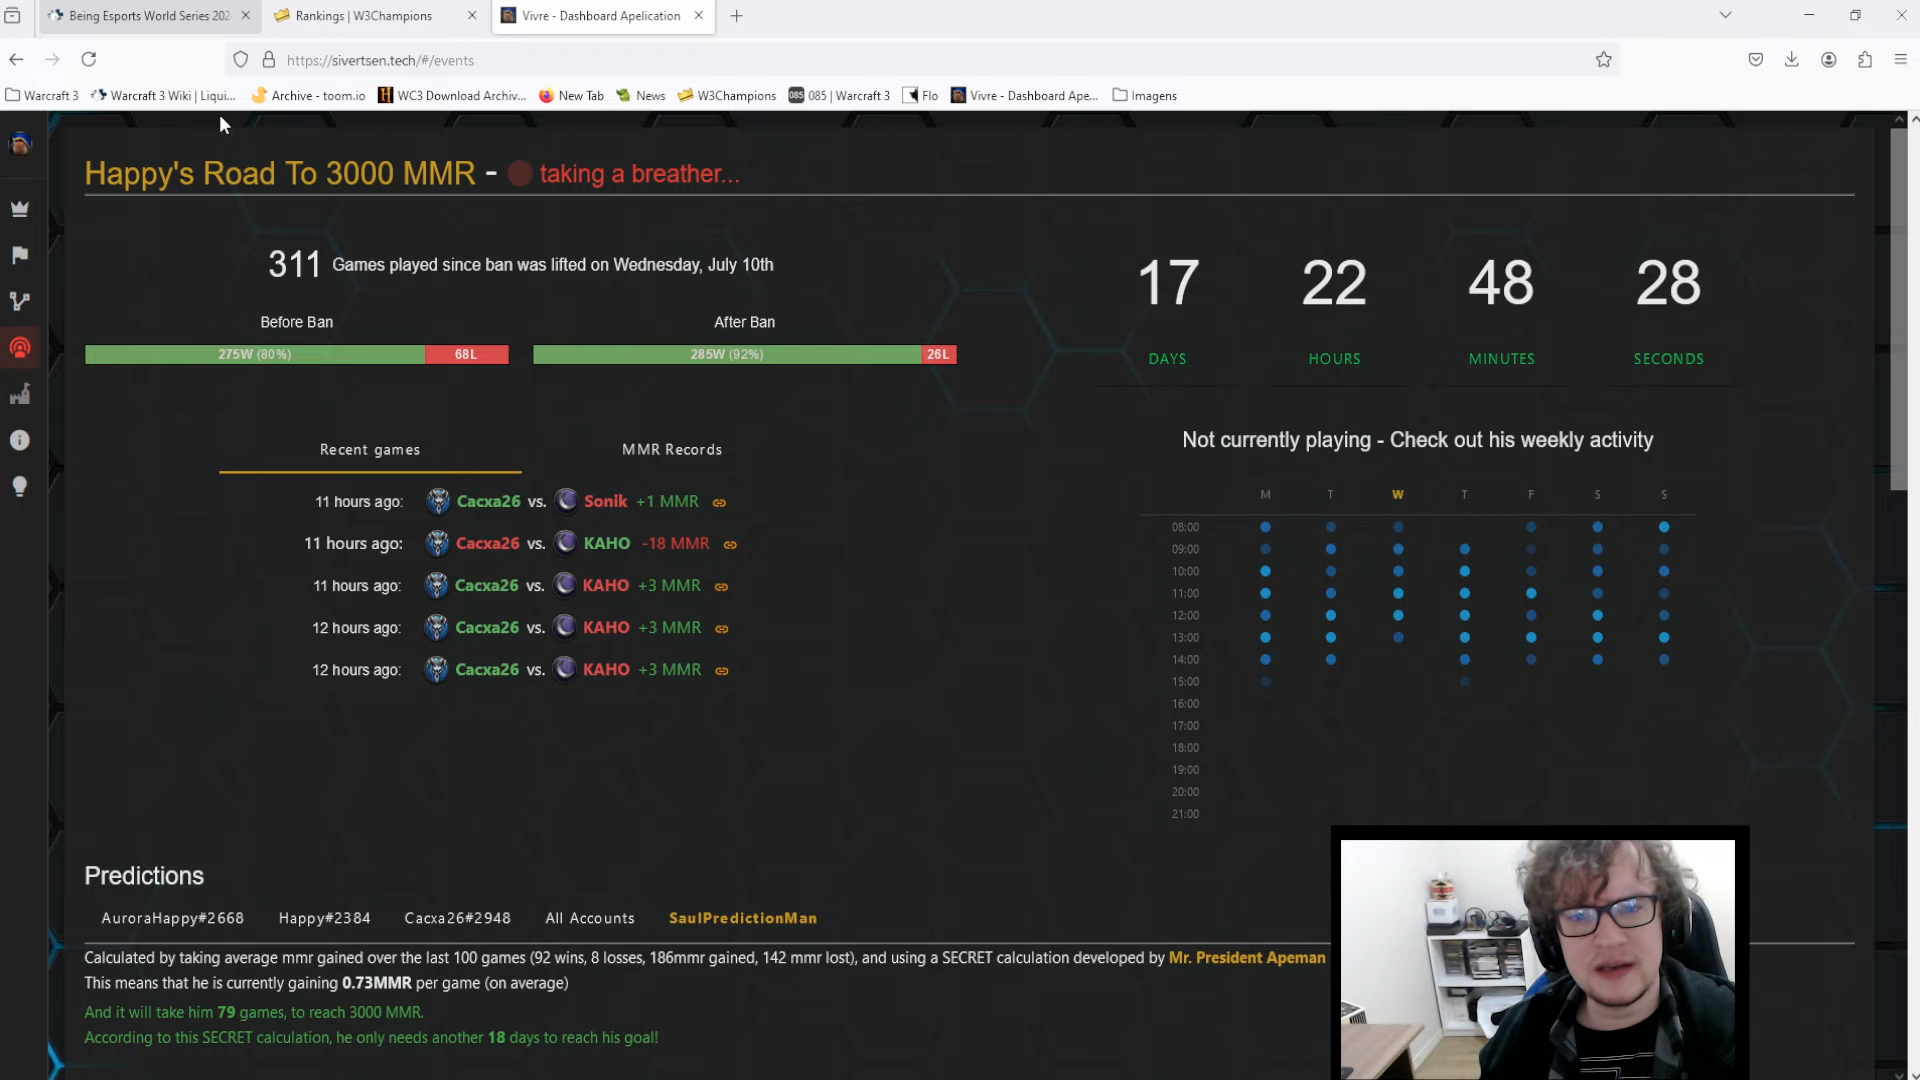 Being Esports World Series 202
Rankings | W3Champions
Vivre - Dashboard Apelication
https://sivertsen.tech/#/events
Warcraft 3
Warcraft 3 Wiki | Liqui...
Archive - toom.io
WC3 Download Archiv...
New Tab
News
W3Champions
085 | Warcraft 3
Flo
Vivre - Dashboard Ape...
Imagens
Happy's Road To 3000 MMR - taking a breather...
311 Games played since ban was lifted on Wednesday, July 10th
Before Ban
After Ban
275W (80%) 68L
285W (92%) 26L
17 22 48 28
DAYS HOURS MINUTES SECONDS
Recent games
MMR Records
11 hours ago: Cacxa26 vs. Sonik +1 MMR
11 hours ago: Cacxa26 vs. KAHO -18 MMR
11 hours ago: Cacxa26 vs. KAHO +3 MMR
12 hours ago: Cacxa26 vs. KAHO +3 MMR
12 hours ago: Cacxa26 vs. KAHO +3 MMR
Not currently playing - Check out his weekly activity
M T W T F S S
08:00
09:00
10:00
11:00
12:00
13:00
14:00
15:00
16:00
17:00
18:00
19:00
20:00
21:00
Predictions
AuroraHappy#2668 Happy#2384 Cacxa26#2948 All Accounts SaulPredictionMan
Calculated by taking average mmr gained over the last 100 games (92 wins, 8 losses, 186mmr gained, 142 mmr lost), and using a SECRET calculation developed by Mr. President Apeman
This means that he is currently gaining 0.73MMR per game (on average)
And it will take him 79 games, to reach 3000 MMR.
According to this SECRET calculation, he only needs another 18 days to reach his goal!